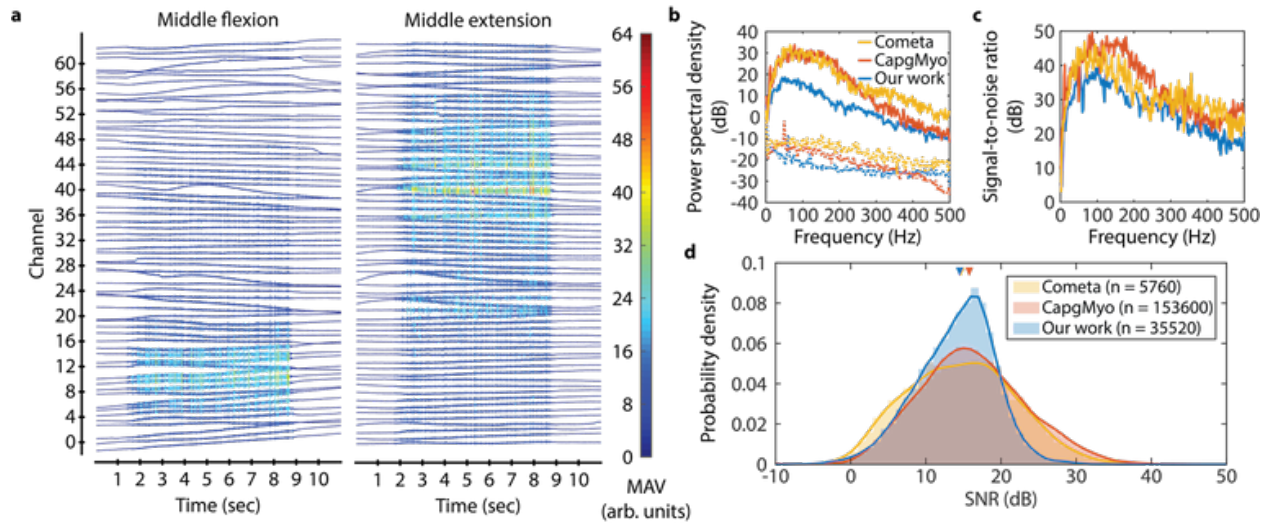 a
Middle flexion
Middle extension
Channel
60
56
52
48
44
40
36
32
28
24
20
16
12
8
4
0
1 2 3 4 5 6 7 8 9 10
Time (sec)
1 2 3 4 5 6 7 8 9 10
Time (sec)
64
56
48
40
32
24
16
8
0
MAV
(arb. units)
b
Power spectral density
(dB)
40
30
20
10
0
-10
-20
-30
-40
0 100 200 300 400 500
Frequency (Hz)
Cometa
CapgMyo
Our work
c
Signal-to-noise ratio
(dB)
50
40
30
20
10
0
0 100 200 300 400 500
Frequency (Hz)
d
Probability density
0.1
0.08
0.06
0.04
0.02
0
-10 0 10 20 30 40 50
SNR (dB)
Cometa (n = 5760)
CapgMyo (n = 153600)
Our work (n = 35520)